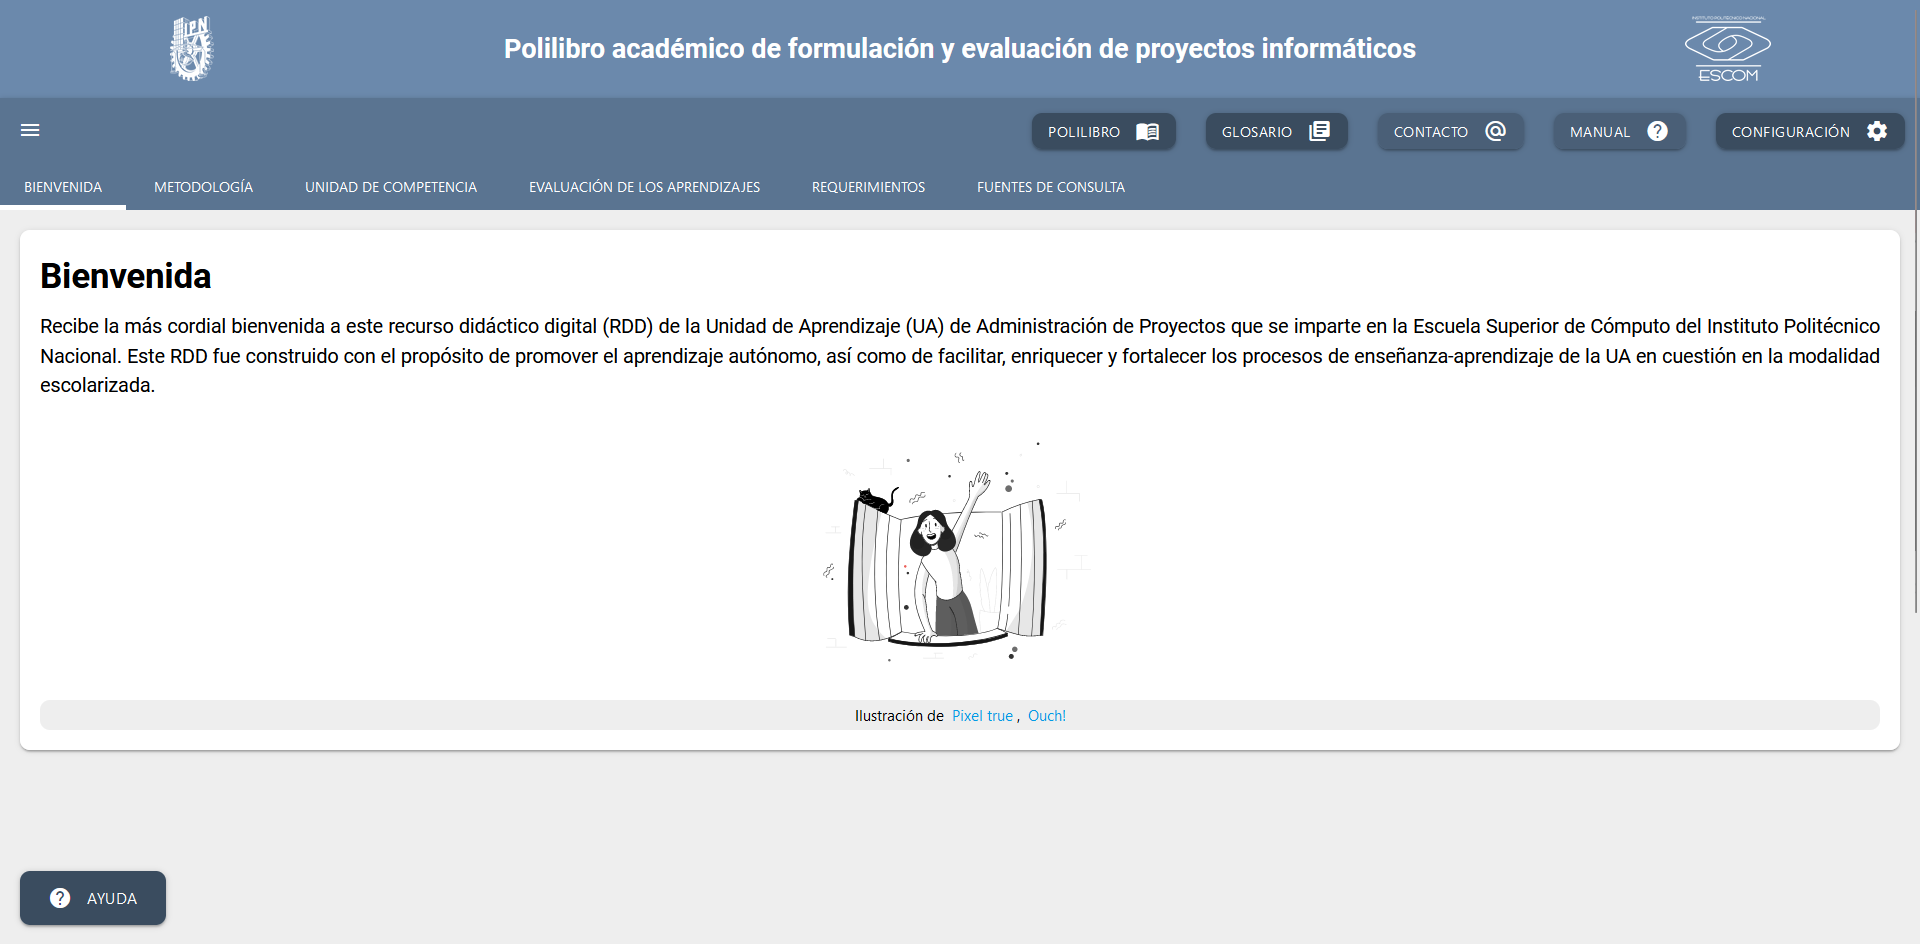 IPN
Polilibro académico de formulación y evaluación de proyectos informáticos
INSTITUTO POLITÉCNICO NACIONAL
ESCOM
POLILIBRO
GLOSARIO
CONTACTO
MANUAL
CONFIGURACIÓN
BIENVENIDA
METODOLOGÍA
UNIDAD DE COMPETENCIA
EVALUACIÓN DE LOS APRENDIZAJES
REQUERIMIENTOS
FUENTES DE CONSULTA
Bienvenida
Recibe la más cordial bienvenida a este recurso didáctico digital (RDD) de la Unidad de Aprendizaje (UA) de Administración de Proyectos que se imparte en la Escuela Superior de Cómputo del Instituto Politécnico
Nacional. Este RDD fue construido con el propósito de promover el aprendizaje autónomo, así como de facilitar, enriquecer y fortalecer los procesos de enseñanza-aprendizaje de la UA en cuestión en la modalidad
escolarizada.
Ilustración de Pixel true , Ouch!
AYUDA